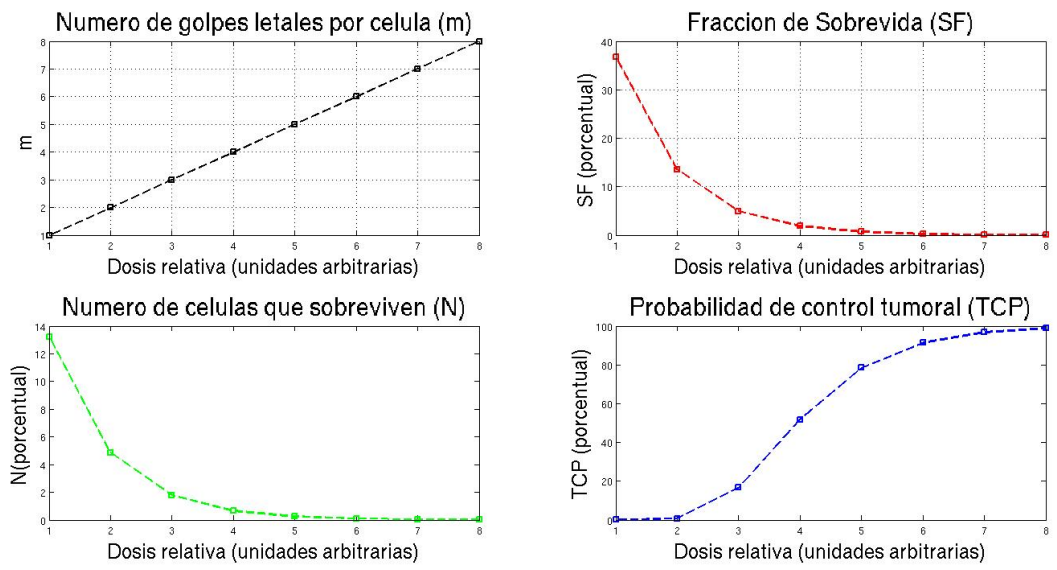 Numero de golpes letales por celula (m)
8
7
6
5
4
3
2
1
m
1 2 3 4 5 6 7 8
Dosis relativa (unidades arbitrarias)
Fraccion de Sobrevida (SF)
40
30
20
10
0
SF (porcentual)
1 2 3 4 5 6 7 8
Dosis relativa (unidades arbitrarias)
Numero de celulas que sobreviven (N)
14
12
10
8
6
4
2
0
N(porcentual)
1 2 3 4 5 6 7 8
Dosis relativa (unidades arbitrarias)
Probabilidad de control tumoral (TCP)
100
80
60
40
20
0
TCP (porcentual)
1 2 3 4 5 6 7 8
Dosis relativa (unidades arbitrarias)